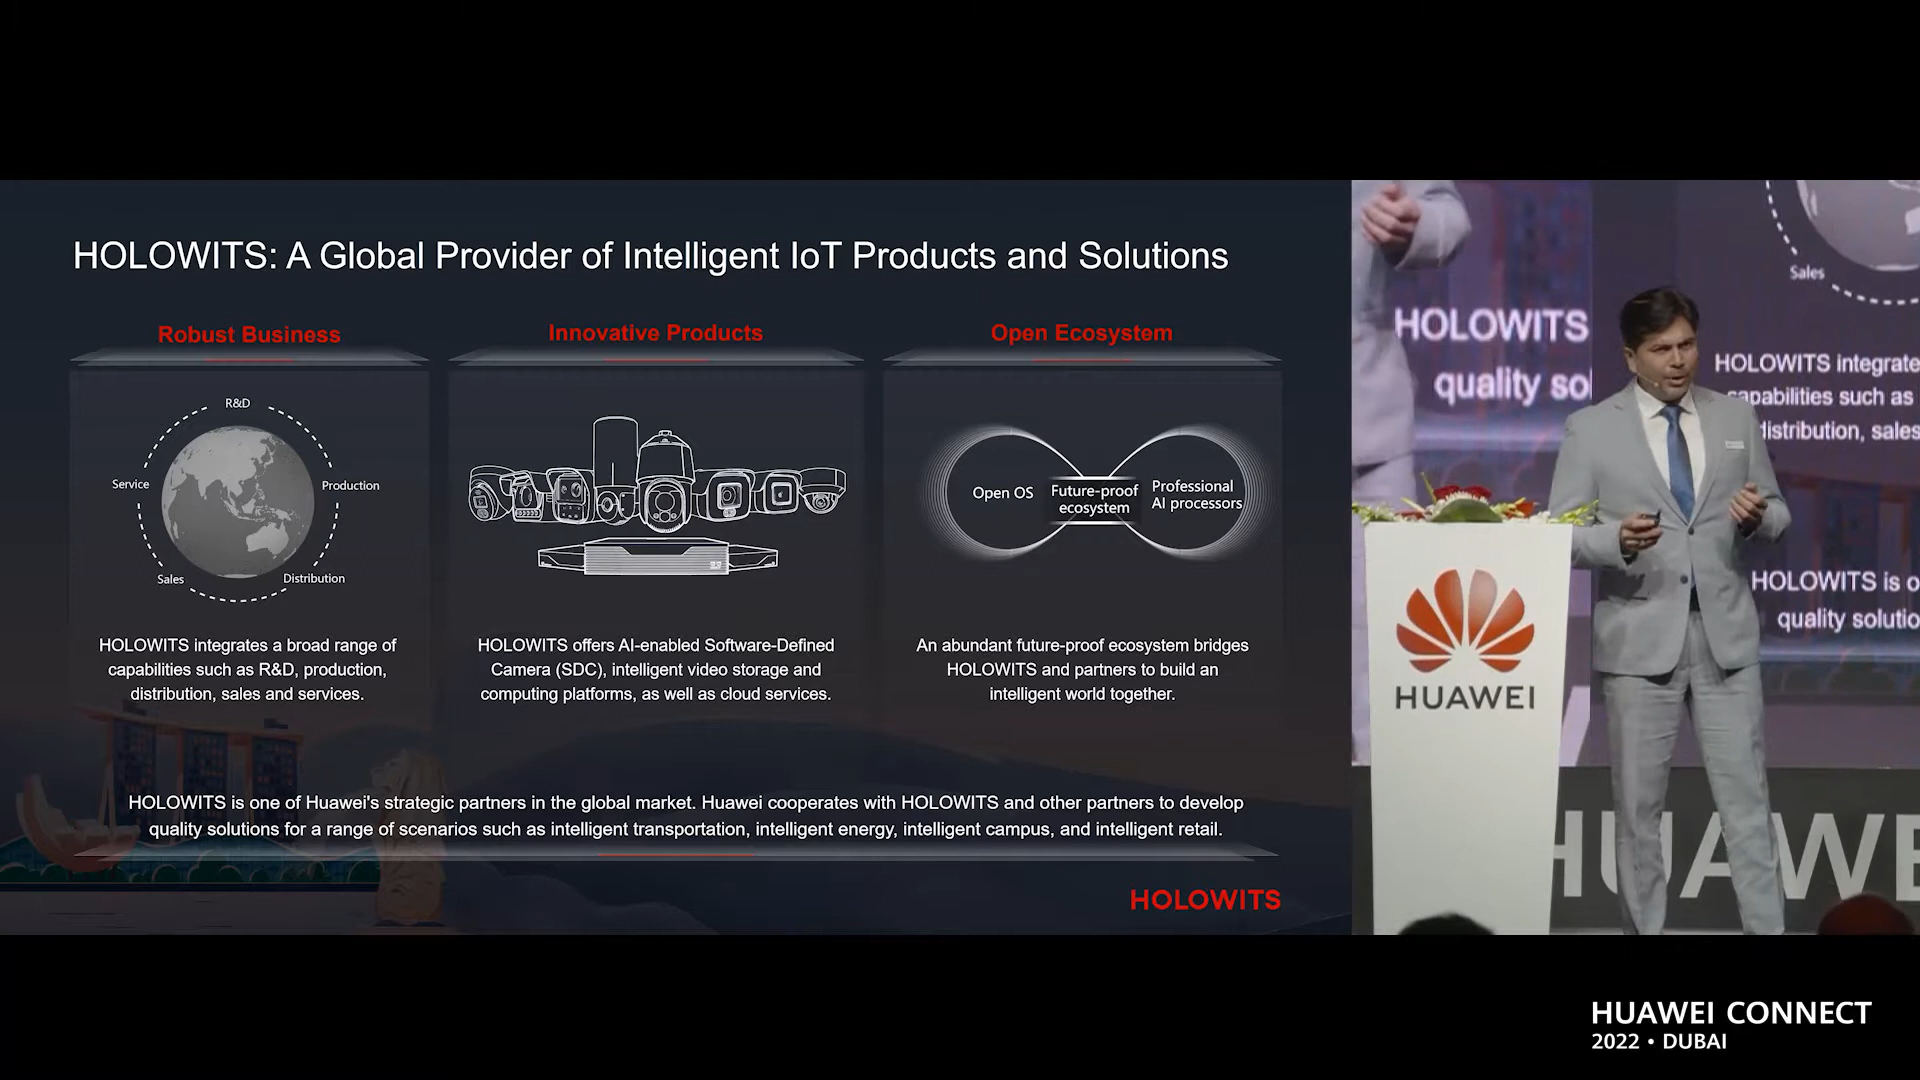 HOLOWITS: A Global Provider of Intelligent IoT Products and Solutions
Robust Business
R&D
Service
Production
Sales
Distribution
HOLOWITS integrates a broad range of
capabilities such as R&D, production,
distribution, sales and services.
Innovative Products
HOLOWITS offers AI-enabled Software-Defined
Camera (SDC), intelligent video storage and
computing platforms, as well as cloud services.
Open Ecosystem
Open OS
Future-proof
ecosystem
Professional
AI processors
An abundant future-proof ecosystem bridges
HOLOWITS and partners to build an
intelligent world together.
HOLOWITS is one of Huawei's strategic partners in the global market. Huawei cooperates with HOLOWITS and other partners to develop
quality solutions for a range of scenarios such as intelligent transportation, intelligent energy, intelligent campus, and intelligent retail.
HOLOWITS
Sales
HOLOWITS
quality so
HOLOWITS integrate
capabilities such as
distribution, sales
HOLOWITS is o
quality solutio
HUAWEI
HUAWE
HUAWEI CONNECT
2022 • DUBAI